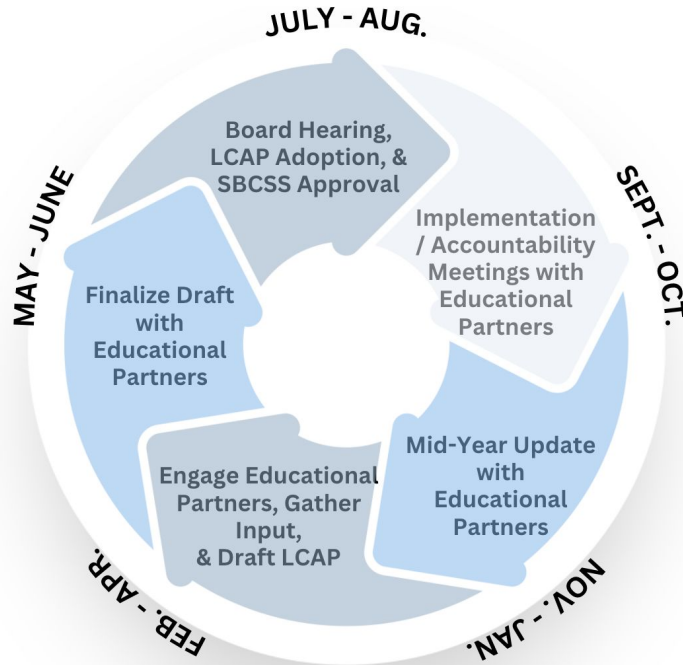 JULY - AUG.
Board Hearing,
LCAP Adoption, &
SBCSS Approval
SEPT. - OCT.
Implementation
/ Accountability
Meetings with
Educational
Partners
NOV. - JAN.
Mid-Year Update
with
Educational
Partners
FEB. - APR.
Engage Educational
Partners, Gather
Input,
& Draft LCAP
MAY - JUNE
Finalize Draft
with
Educational
Partners